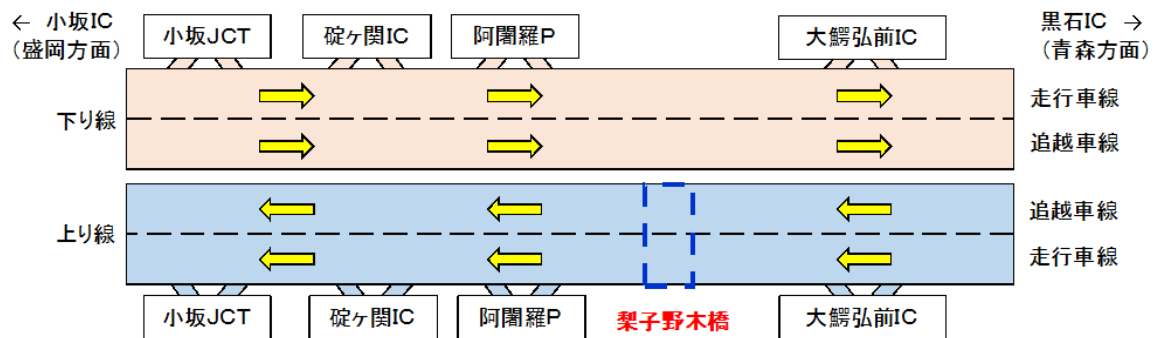 ← 小坂IC
(盛岡方面)
小坂JCT
碇ヶ関IC
阿闍羅P
大鰐弘前IC
黒石IC →
(青森方面)
下り線
走行車線
追越車線
上り線
追越車線
走行車線
小坂JCT
碇ヶ関IC
阿闍羅P
梨子野木橋
大鰐弘前IC